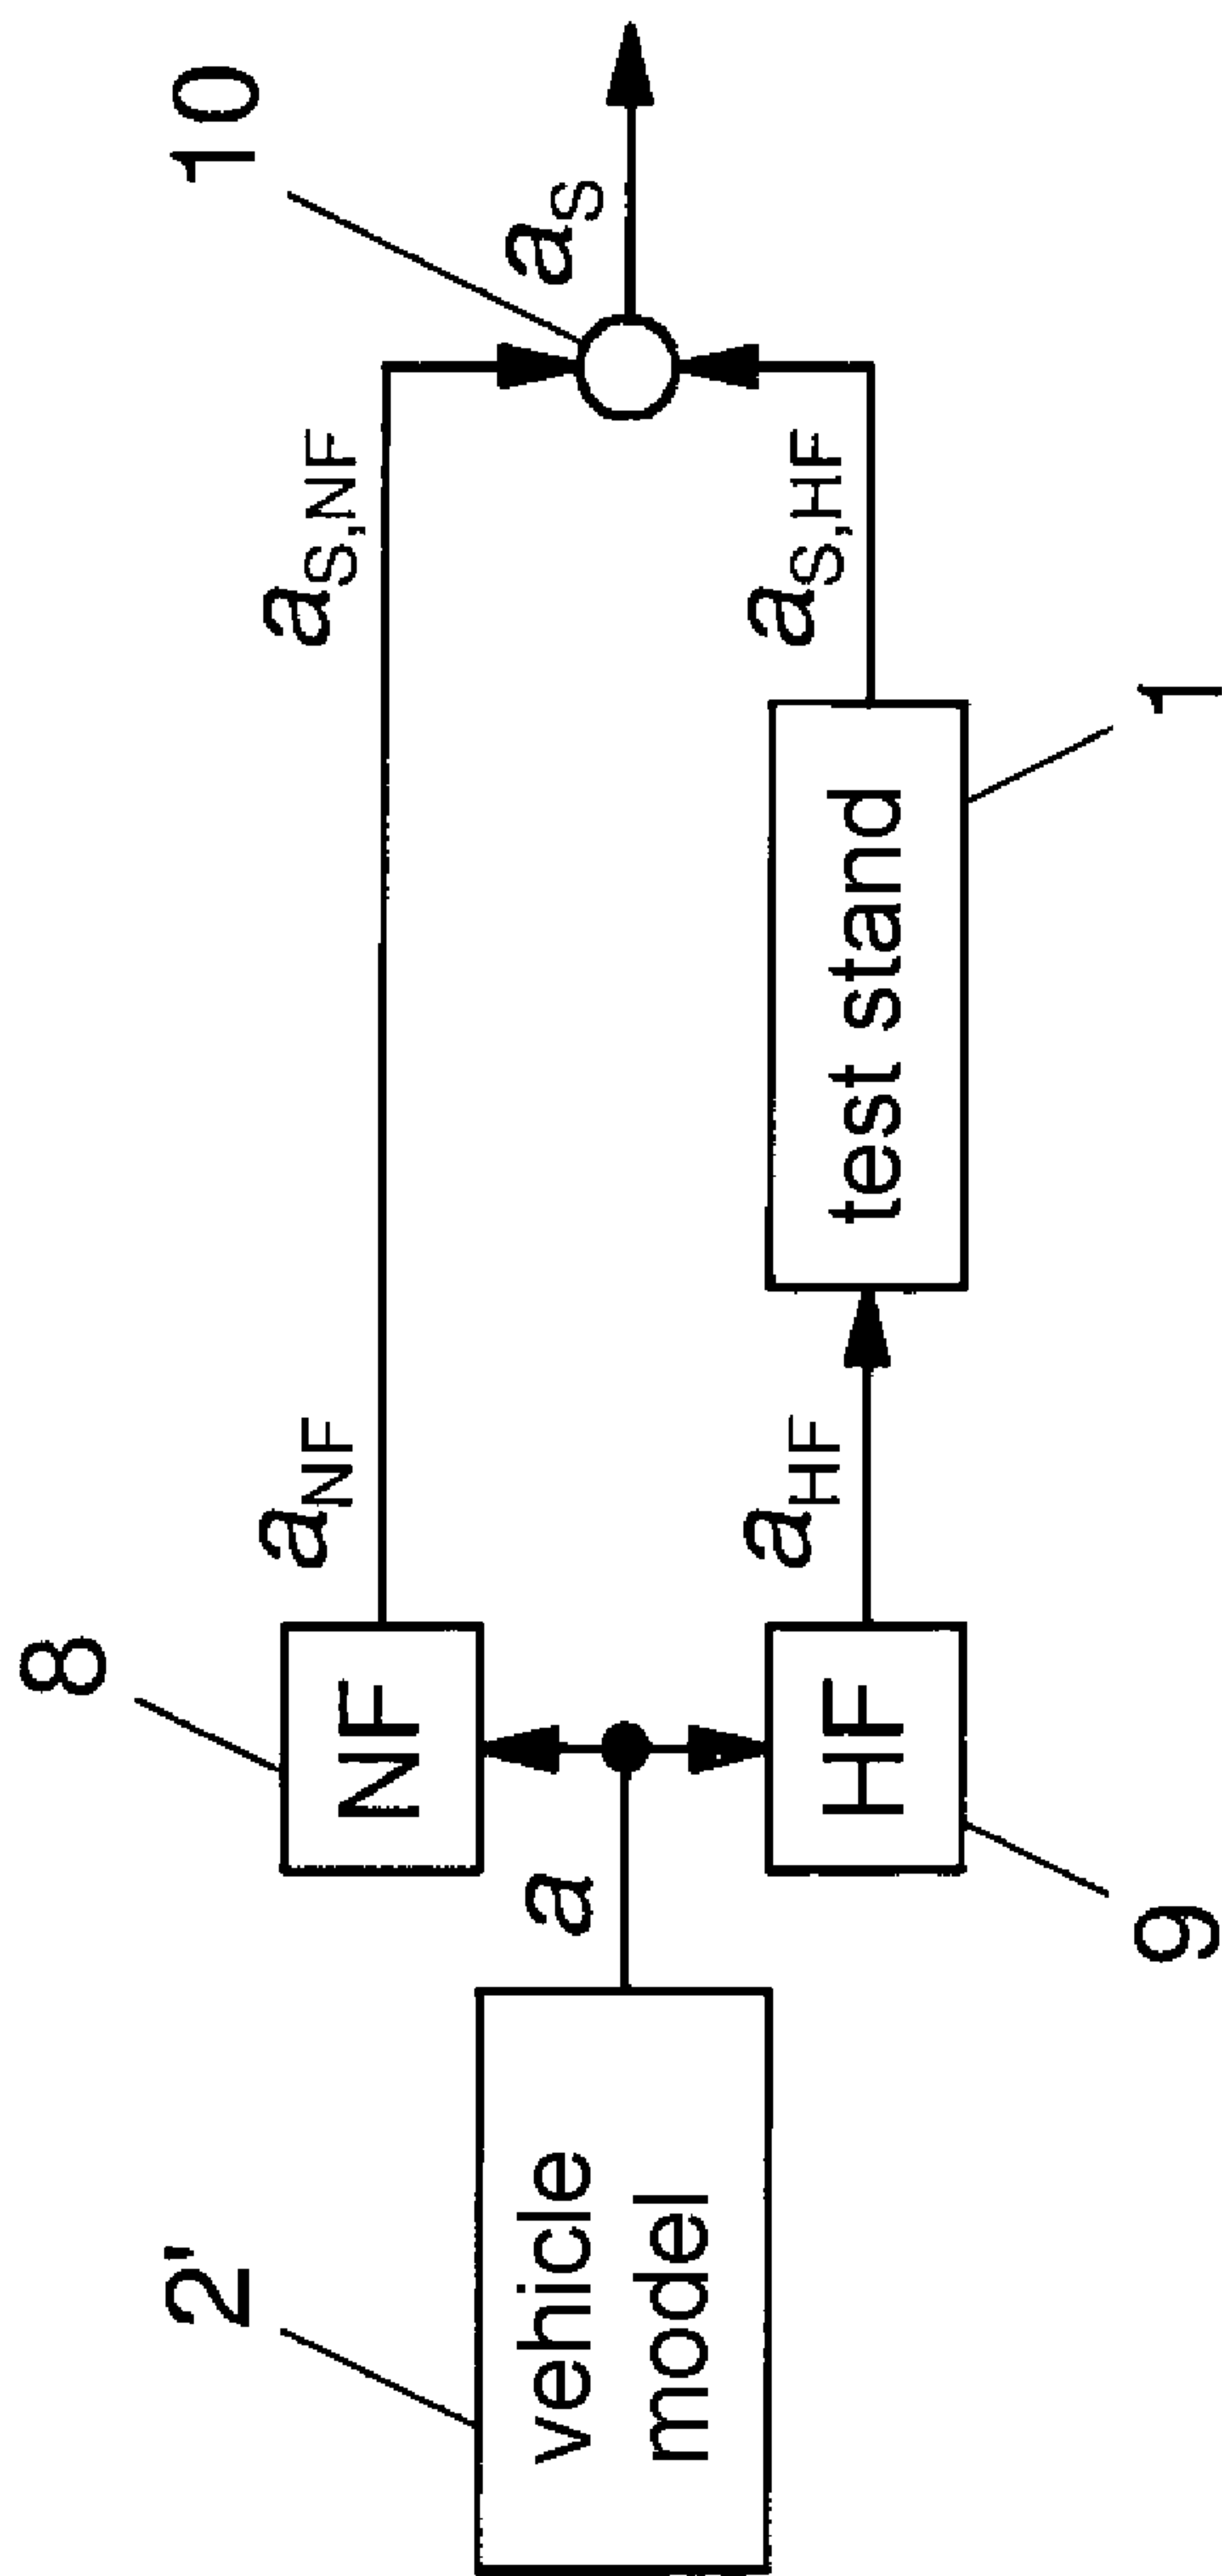 8
2'
10
a_NF
a_S,NF
NF
vehicle
model
a
a_S
a_HF
a_S,HF
HF
test stand
9
1